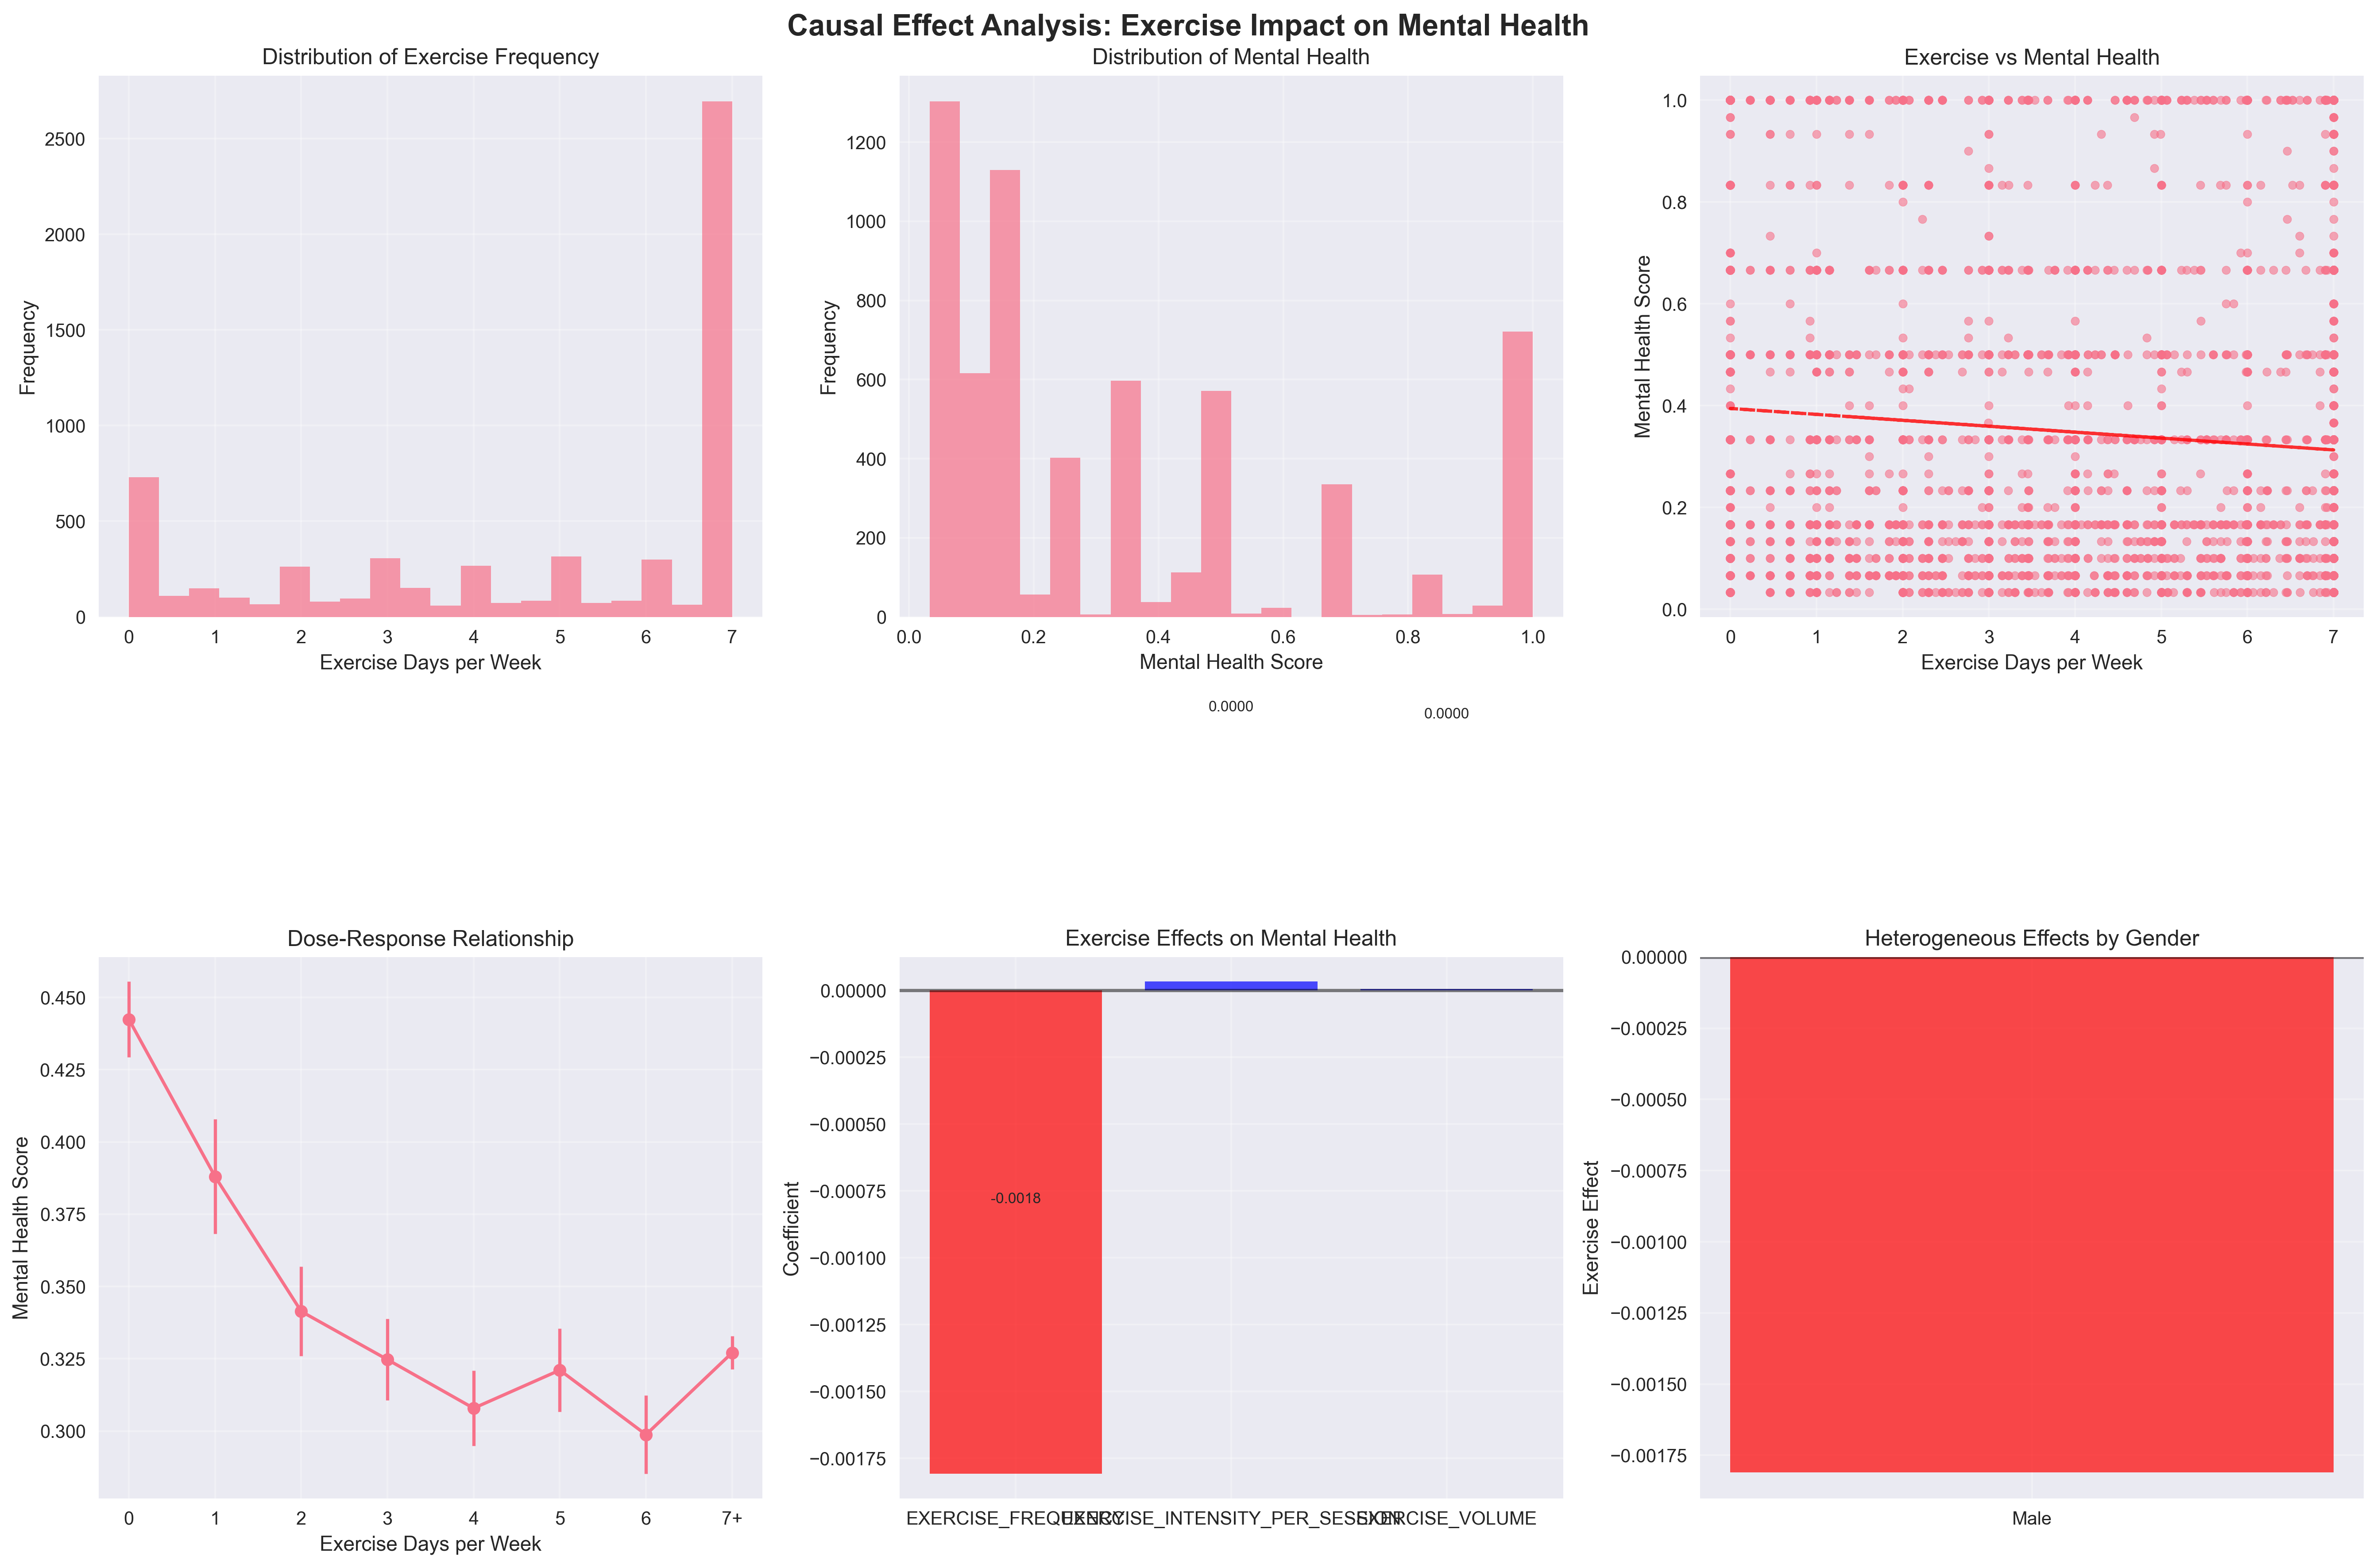 Causal Effect Analysis: Exercise Impact on Mental Health
Distribution of Exercise Frequency
Frequency
2500
2000
1500
1000
500
0
0 1 2 3 4 5 6 7
Exercise Days per Week
Distribution of Mental Health
Frequency
1200
1000
800
600
400
200
0
0.0 0.2 0.4 0.6 0.8 1.0
Mental Health Score
Exercise vs Mental Health
Mental Health Score
1.0
0.8
0.6
0.4
0.2
0.0
0 1 2 3 4 5 6 7
Exercise Days per Week
0.0000
0.0000
Dose-Response Relationship
Mental Health Score
0.450
0.425
0.400
0.375
0.350
0.325
0.300
0 1 2 3 4 5 6 7+
Exercise Days per Week
Exercise Effects on Mental Health
Coefficient
0.00000
−0.00025
−0.00050
−0.00075
−0.00100
−0.00125
−0.00150
−0.00175
-0.0018
EXERCISE_FREQUENCY EXERCISE_INTENSITY_PER_SESSION EXERCISE_VOLUME
Heterogeneous Effects by Gender
Exercise Effect
0.00000
−0.00025
−0.00050
−0.00075
−0.00100
−0.00125
−0.00150
−0.00175
Male